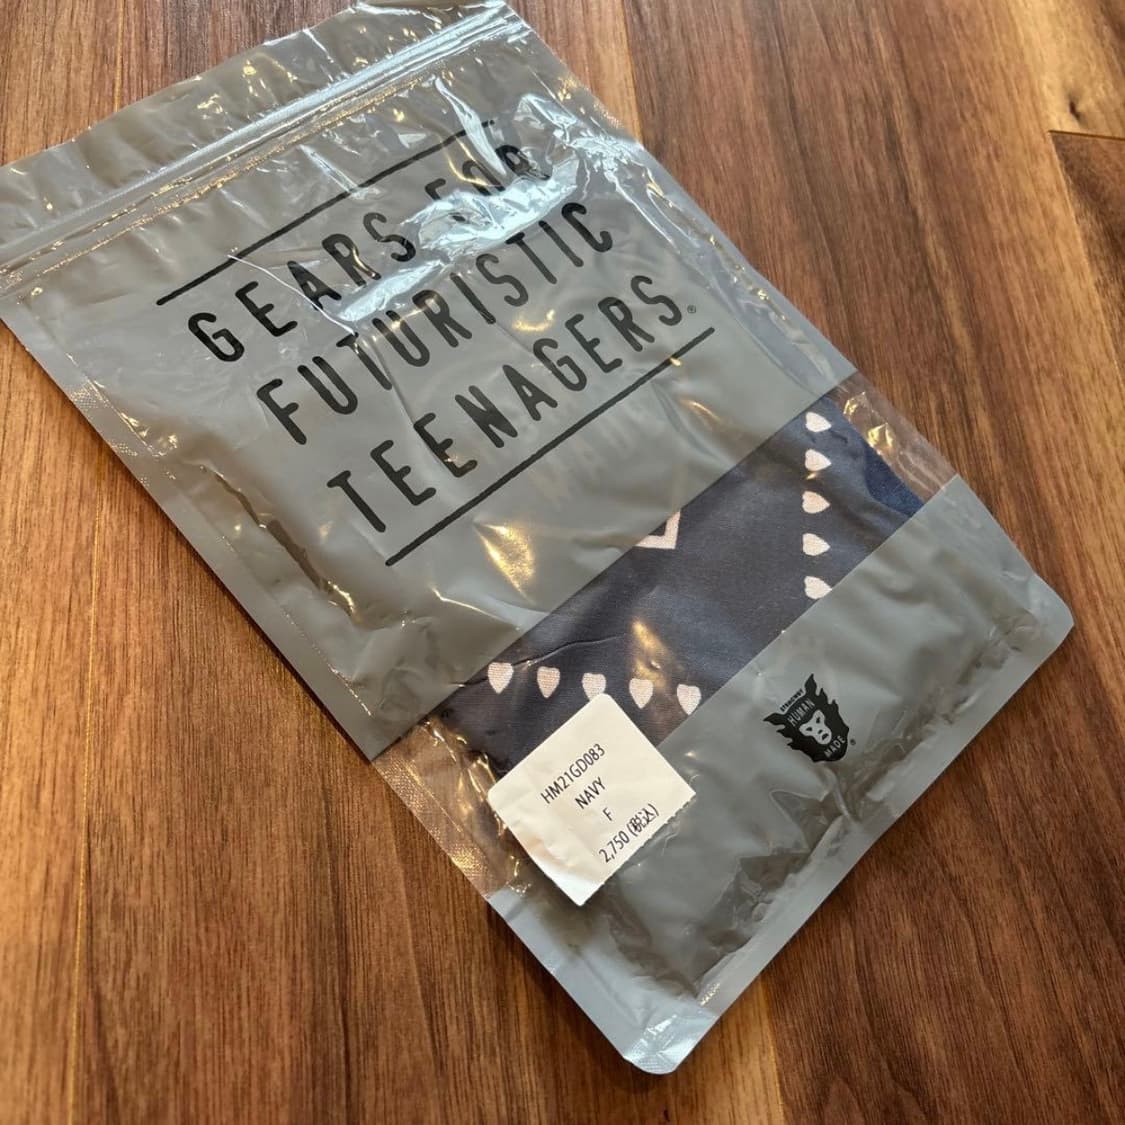 GEARS FOR
FUTURISTIC
TEENAGERS®
HM21GD083
NAVY
F
2,750 (税込)
HUMAN
MADE®